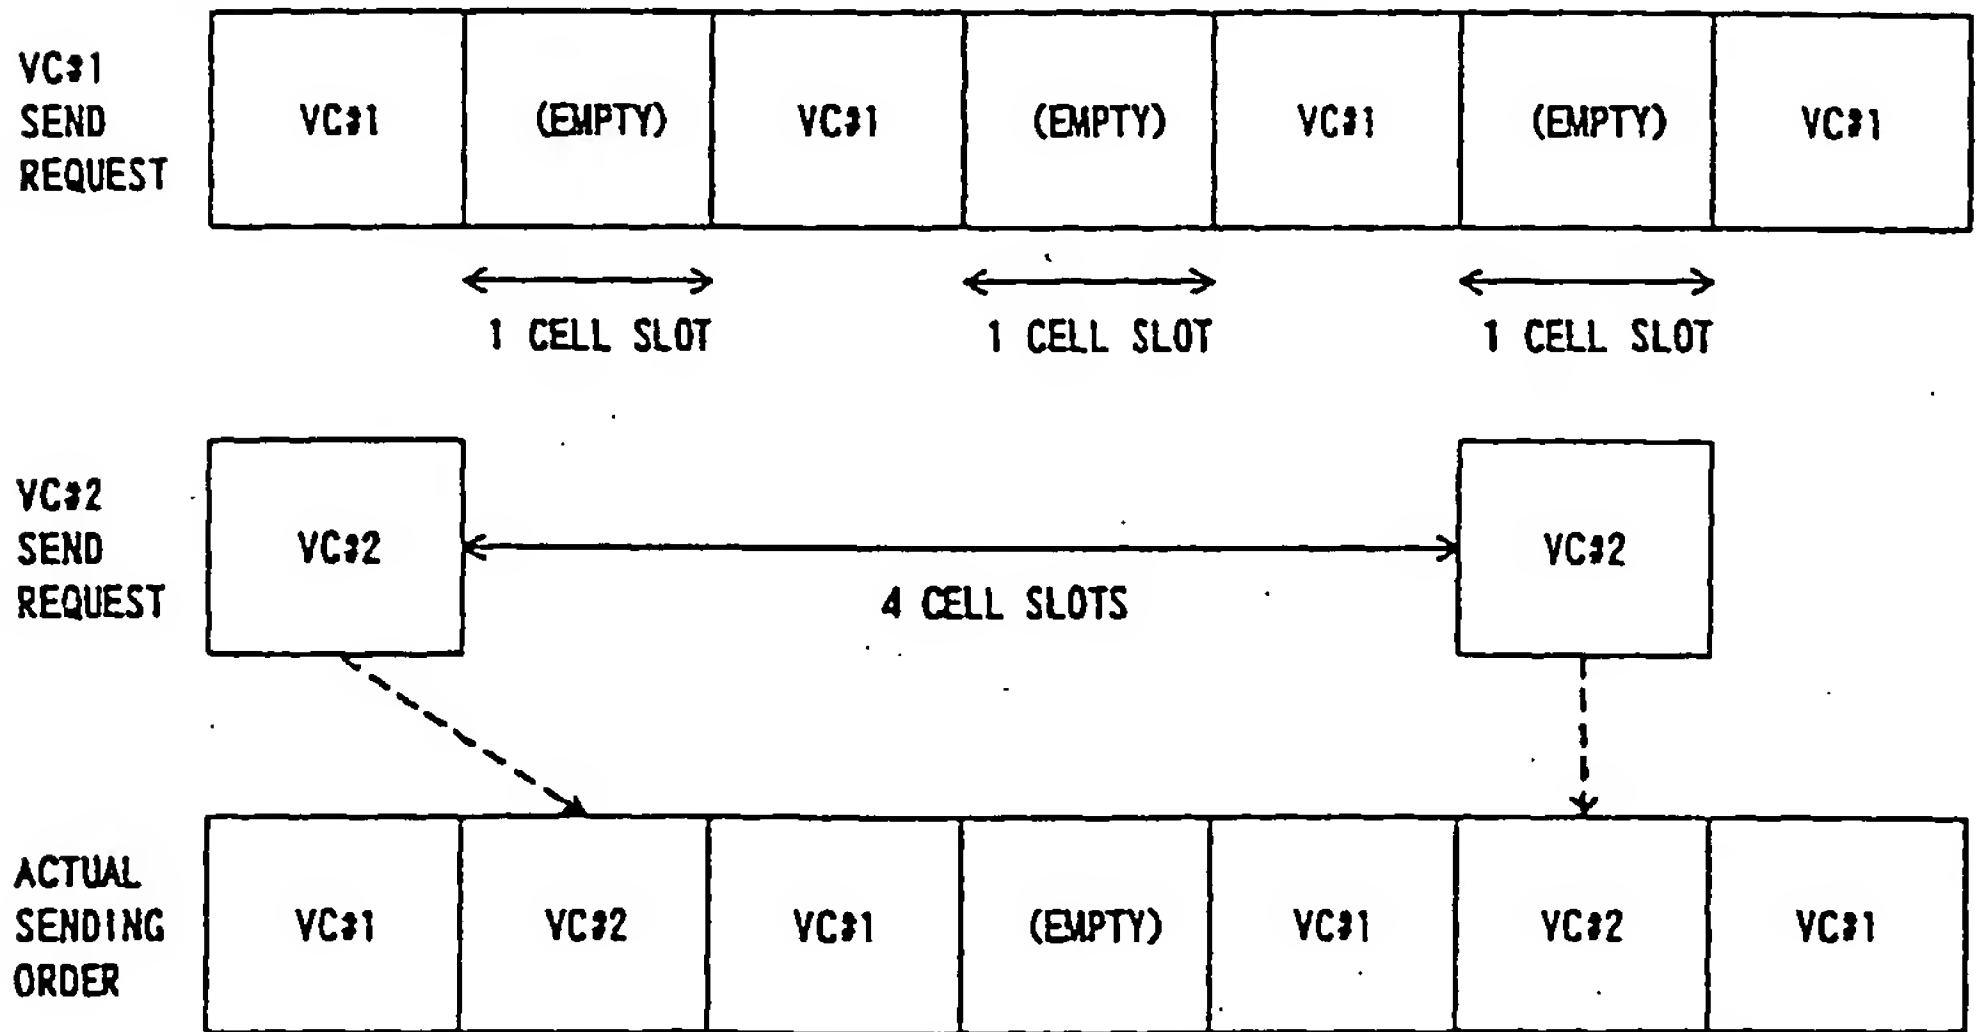 VC#1
SEND
REQUEST
VC#1 (EMPTY) VC#1 (EMPTY) VC#1 (EMPTY) VC#1
1 CELL SLOT 1 CELL SLOT 1 CELL SLOT
VC#2
SEND
REQUEST
VC#2 VC#2
4 CELL SLOTS
ACTUAL
SENDING
ORDER
VC#1 VC#2 VC#1 (EMPTY) VC#1 VC#2 VC#1